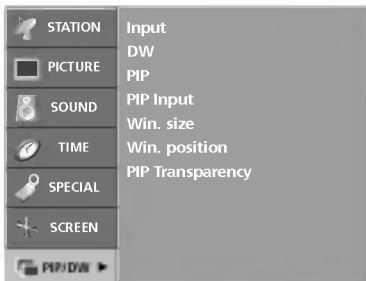 STATION
PICTURE
SOUND
TIME
SPECIAL
SCREEN
PIP/DW
Input
DW
PIP
PIP Input
Win. size
Win. position
PIP Transparency